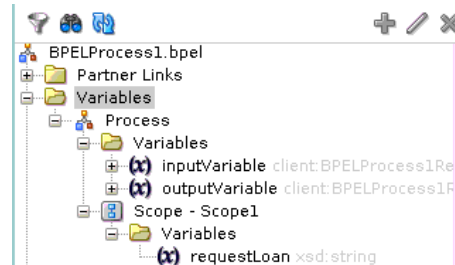 BPELProcess1.bpel
Partner Links
Variables
Process
Variables
(x) inputVariable client:BPELProcess1Re
(x) outputVariable client:BPELProcess1R
Scope - Scope1
Variables
(x) requestLoan xsd:string